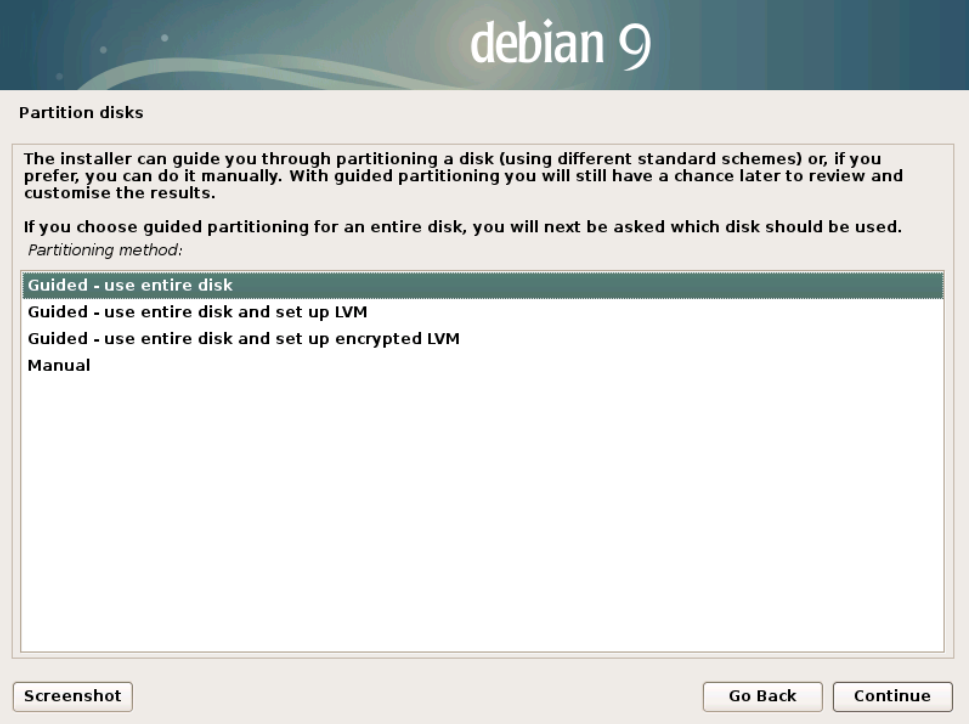 debian 9
Partition disks
The installer can guide you through partitioning a disk (using different standard schemes) or, if you
prefer, you can do it manually. With guided partitioning you will still have a chance later to review and
customise the results.
If you choose guided partitioning for an entire disk, you will next be asked which disk should be used.
Partitioning method:
Guided - use entire disk
Guided - use entire disk and set up LVM
Guided - use entire disk and set up encrypted LVM
Manual
Screenshot
Go Back
Continue